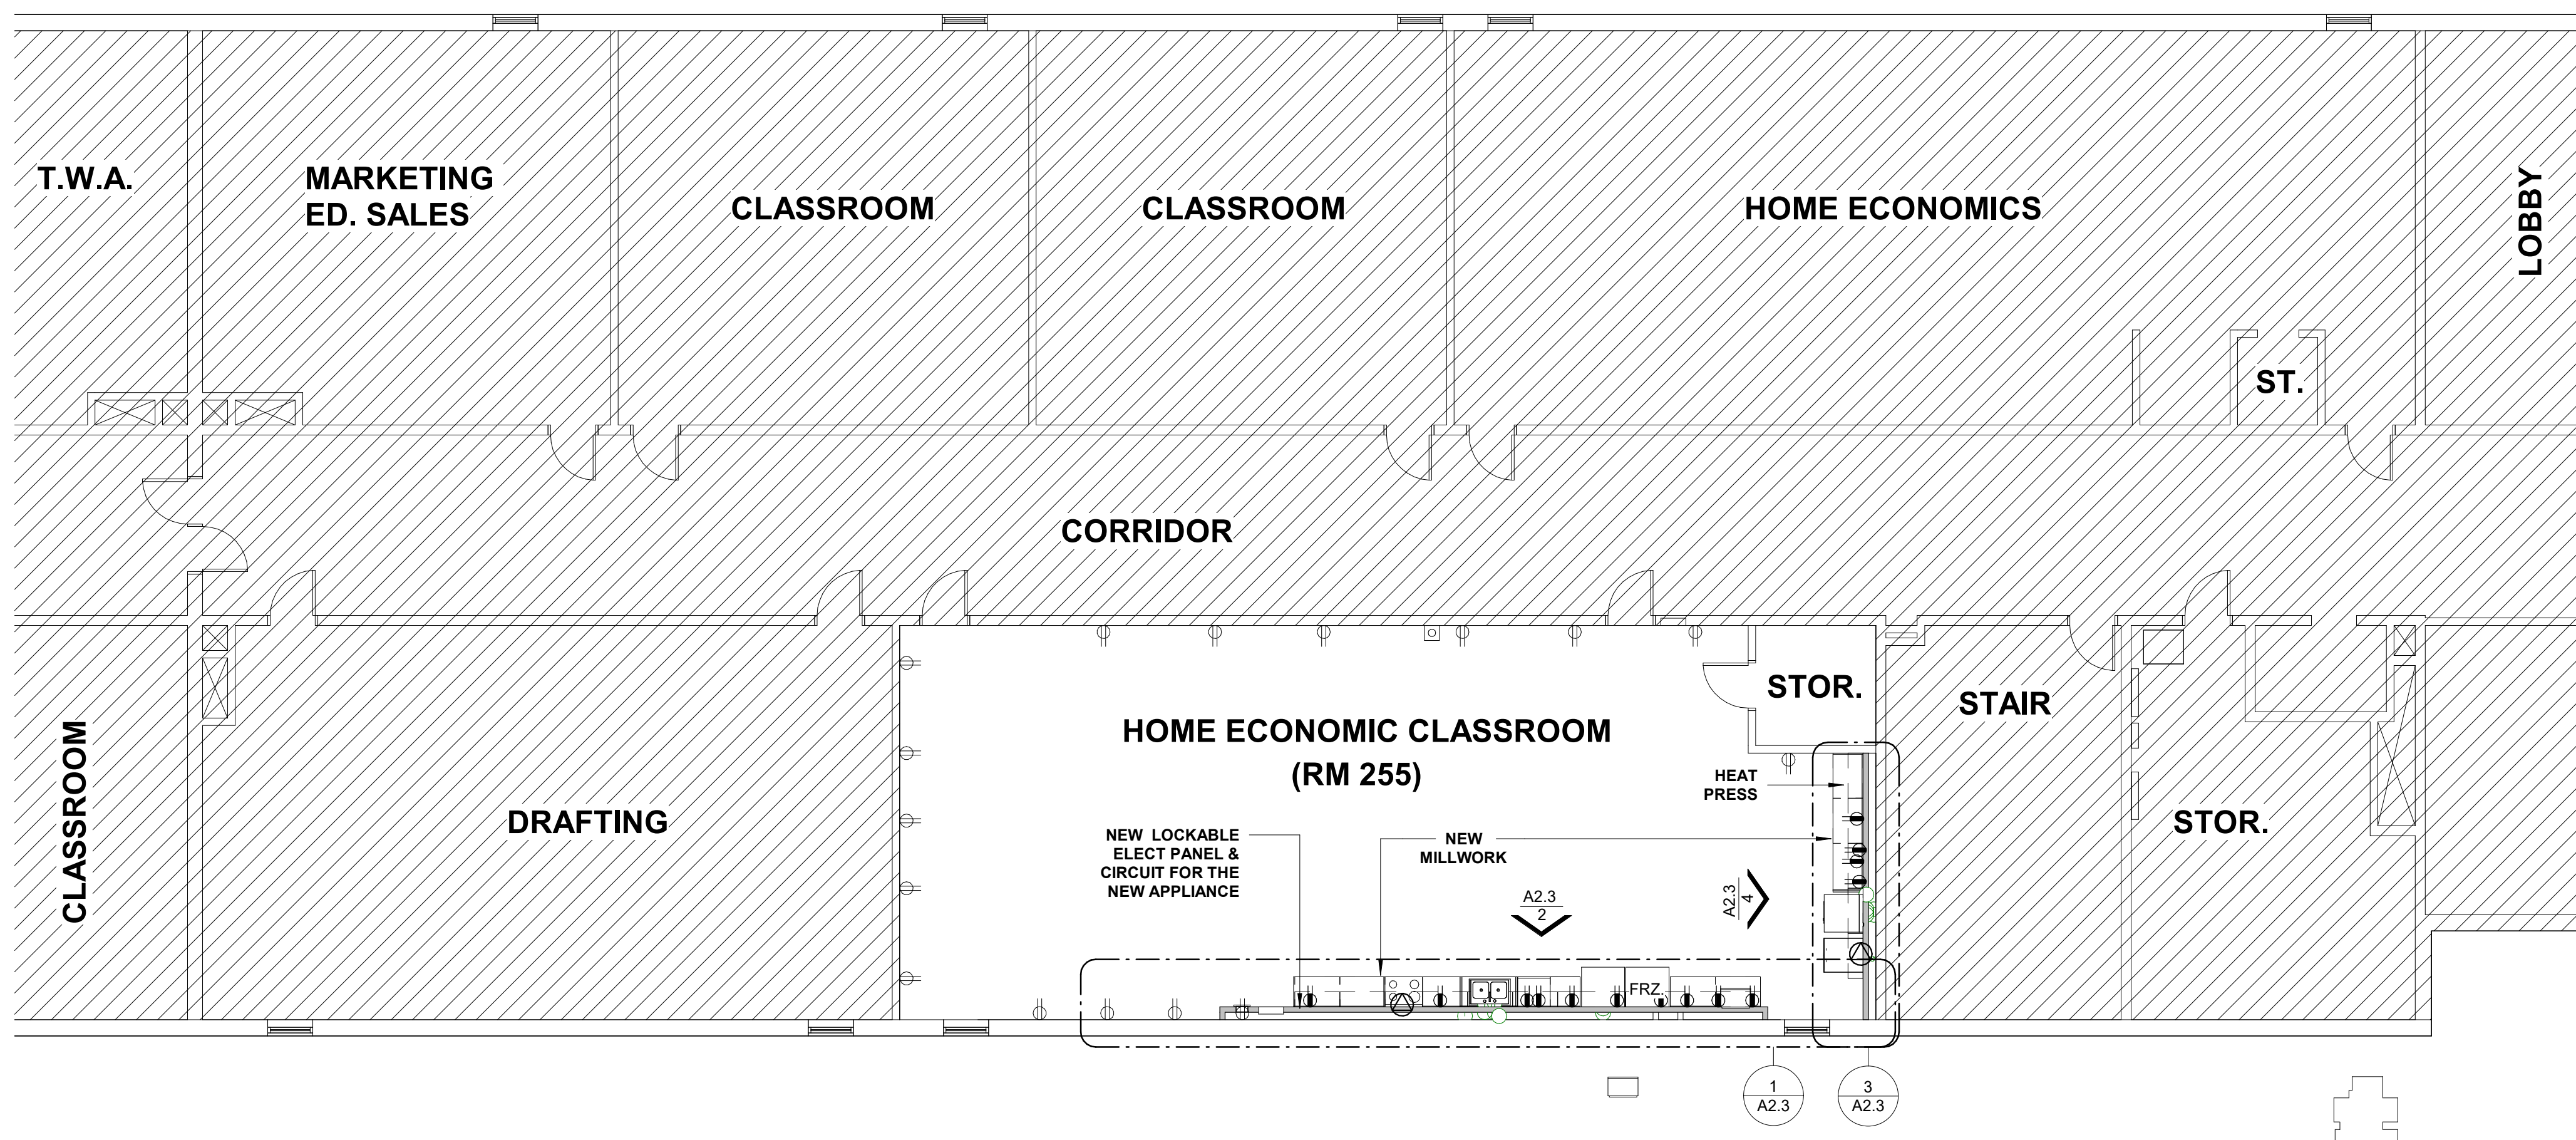 T.W.A.
MARKETING
ED. SALES
CLASSROOM
CLASSROOM
HOME ECONOMICS
LOBBY
ST.
CORRIDOR
CLASSROOM
DRAFTING
HOME ECONOMIC CLASSROOM
(RM 255)
STOR.
STAIR
STOR.
HEAT
PRESS
NEW LOCKABLE
ELECT PANEL &
CIRCUIT FOR THE
NEW APPLIANCE
NEW
MILLWORK
A2.3
2
A2.3
4
FRZ.
1
A2.3
3
A2.3